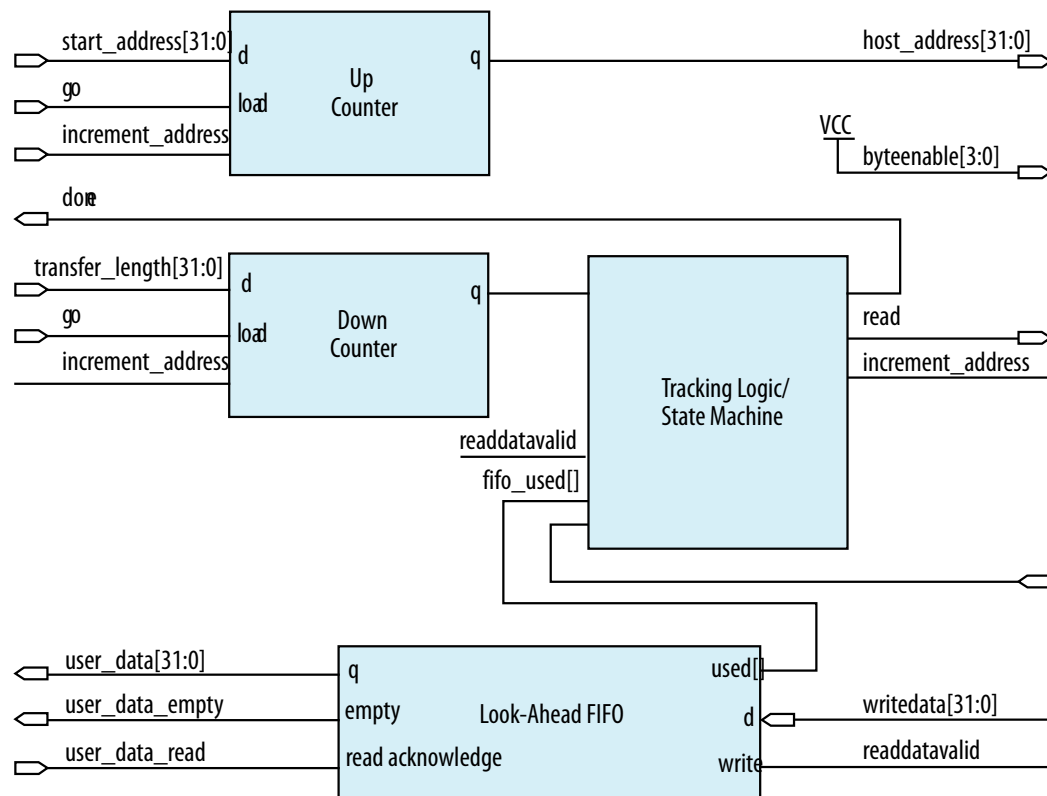 start_address[31:0]
d
q
host_address[31:0]
Up
Counter
go
load
increment_address
VCC
byteenable[3:0]
done
transfer_length[31:0]
d
q
go
load
Down
Counter
read
increment_address
increment_address
Tracking Logic/
State Machine
readdatavalid
fifo_used[]
user_data[31:0]
q
used[]
user_data_empty
empty
Look-Ahead FIFO
d
writedata[31:0]
user_data_read
read acknowledge
write
readdatavalid